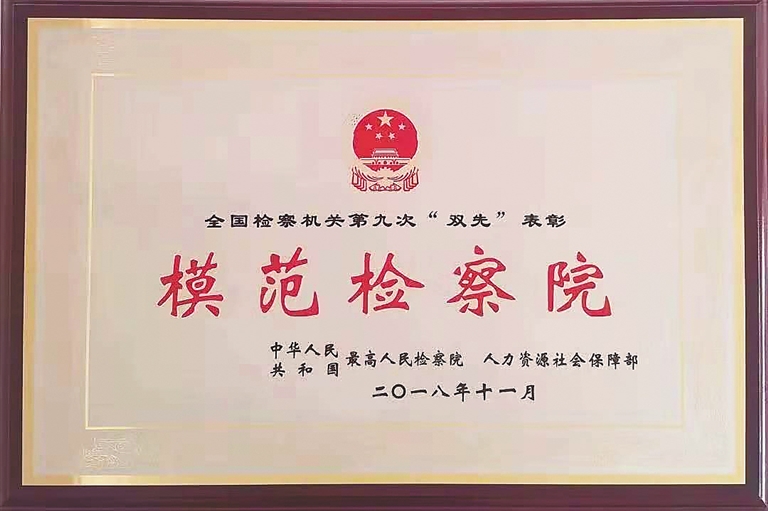 全国检察机关第九次“双先”表彰
模范检察院
中华人民
共和国
最高人民检察院 人力资源社会保障部
二〇一八年十一月